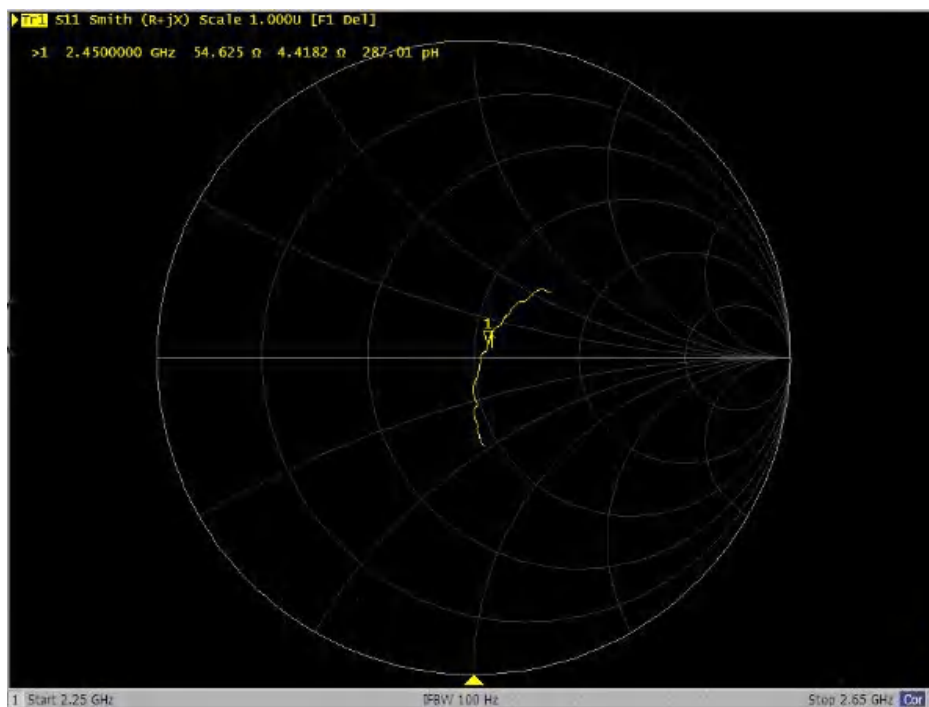 Tr1 S11 Smith (R+jX) Scale 1.000U [F1 Del]
>1 2.4500000 GHz 54.625 Ω 4.4182 Ω 287.01 pH
1
1 Start 2.25 GHz IFBW 100 Hz Stop 2.65 GHz Cor